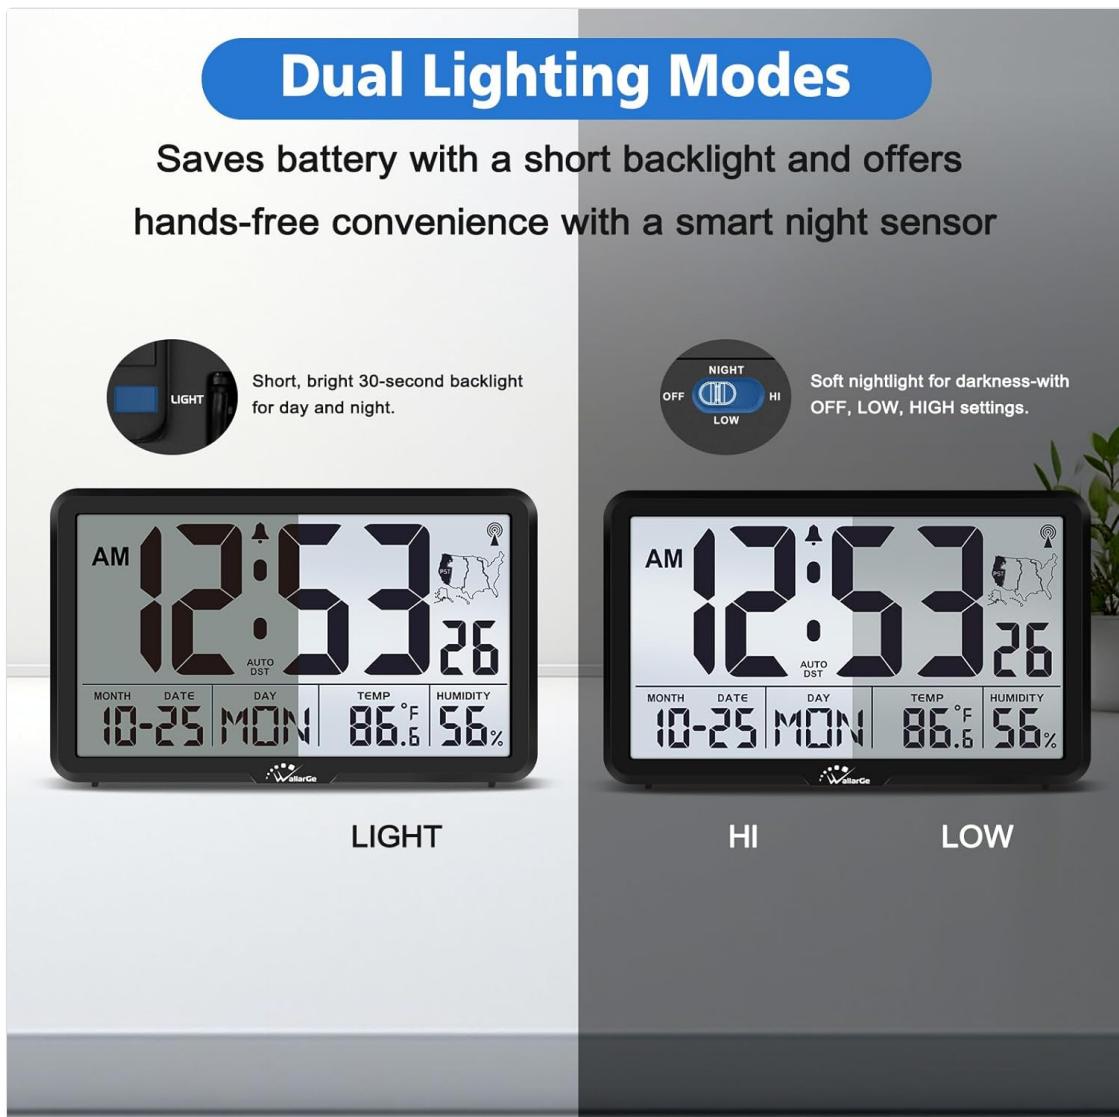 Dual Lighting Modes
Saves battery with a short backlight and offers
hands-free convenience with a smart night sensor
LIGHT
Short, bright 30-second backlight
for day and night.
NIGHT
OFF
HI
LOW
Soft nightlight for darkness-with
OFF, LOW, HIGH settings.
AM 12:53
PST
26
AUTO
DST
MONTH DATE DAY TEMP HUMIDITY
10-25 MON 86.6°F 56%
WallarGe
AM 12:53
PST
26
AUTO
DST
MONTH DATE DAY TEMP HUMIDITY
10-25 MON 86.6°F 56%
WallarGe
LIGHT
HI
LOW